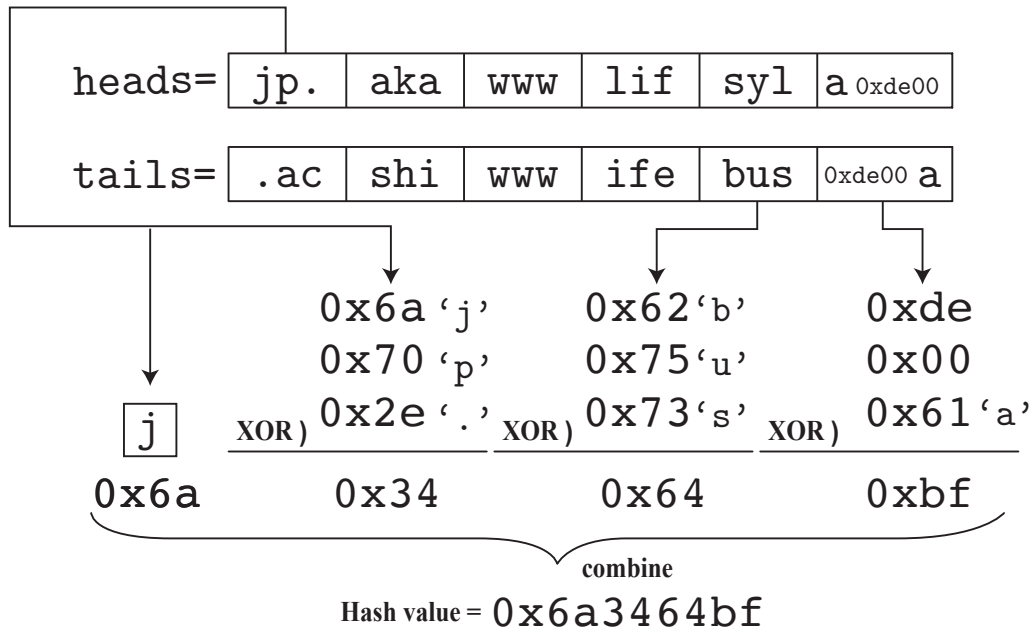 heads= jp. aka www lif syl a 0xde00
tails= .ac shi www ife bus 0xde00 a
0x6a ‘j’ 0x62 ‘b’ 0xde
0x70 ‘p’ 0x75 ‘u’ 0x00
j XOR ) 0x2e ‘.’ XOR ) 0x73 ‘s’ XOR ) 0x61 ‘a’
0x6a 0x34 0x64 0xbf
combine
Hash value = 0x6a3464bf